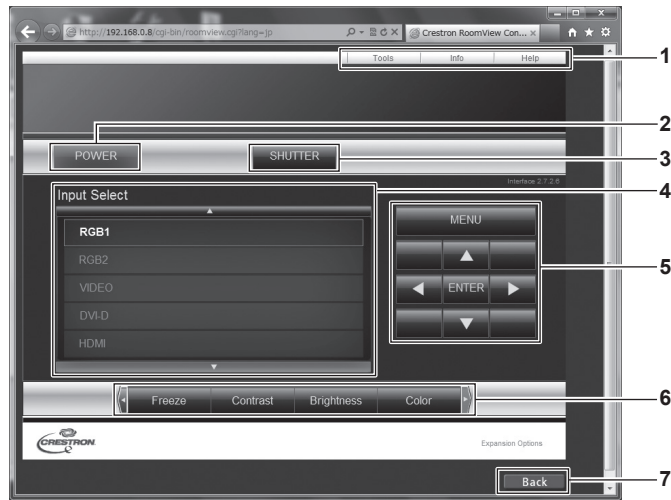 http://192.168.0.8/cgi-bin/roomview.cgi?lang=jp
Crestron RoomView Con... ×
Tools Info Help
1
2
POWER
SHUTTER
3
Interface 2.7.2.6
4
Input Select
RGB1
RGB2
VIDEO
DVI-D
HDMI
MENU
ENTER
5
Freeze Contrast Brightness Color
6
CRESTRON
Expansion Options
Back
7